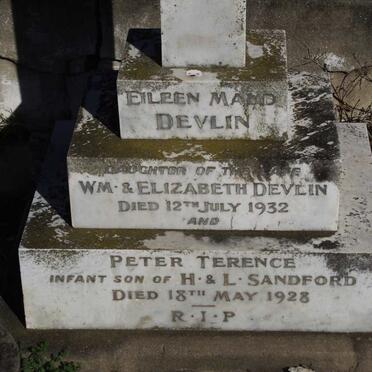 EILEEN MAUD
DEVLIN
DAUGHTER OF THE LATE
WM & ELIZABETH DEVLIN
DIED 12TH JULY 1932
AND
PETER TERENCE
INFANT SON OF H & L SANDFORD
DIED 18TH MAY 1928
R · I · P